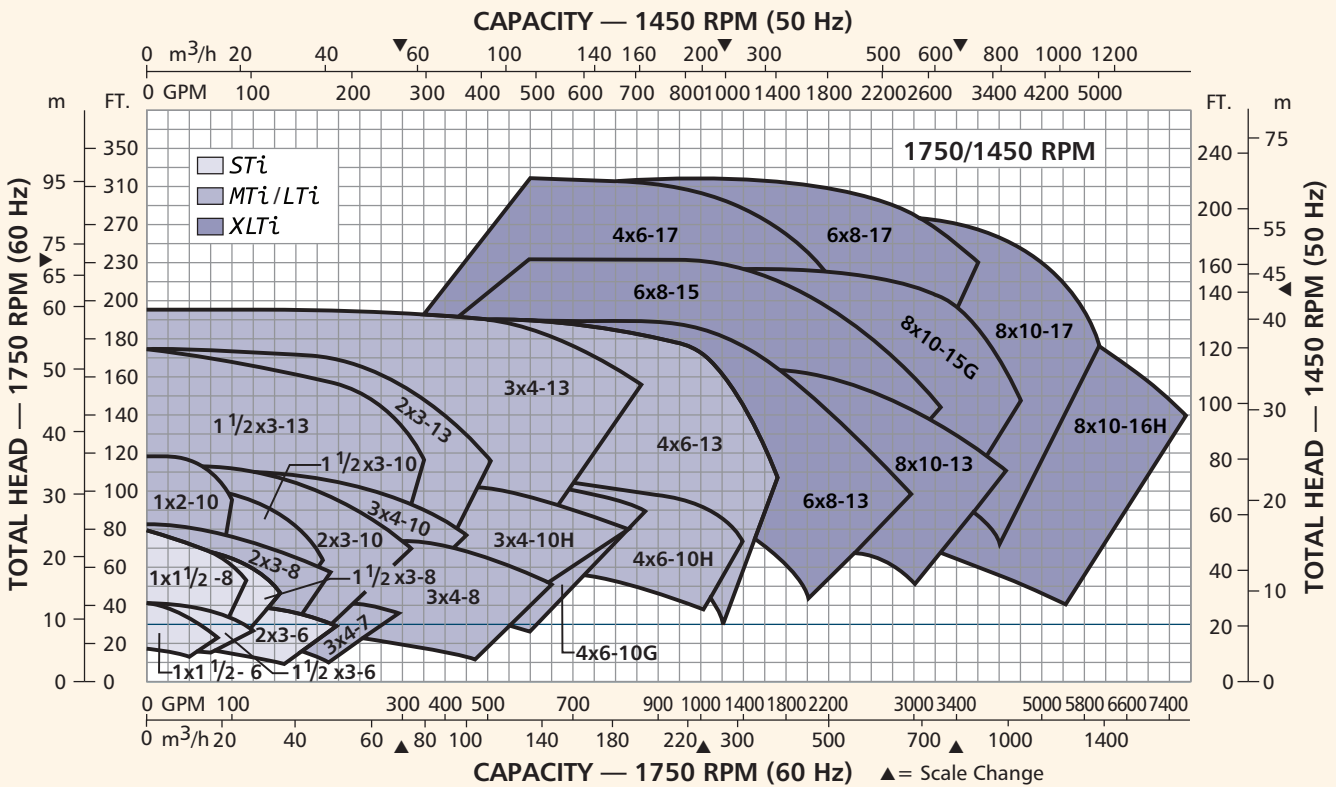 CAPACITY — 1450 RPM (50 Hz)
0 m3/h 20 40 60 100 140 160 200 300 500 600 800 1000 1200
0 GPM 100 200 300 400 500 600 700 800 1000 1400 1800 2200 2600 3400 4200 5000
m FT. FT. m
1750/1450 RPM
STi
MTi/LTi
XLTi
TOTAL HEAD — 1750 RPM (60 Hz)
95
75
65
60
50
40
30
20
10
0
350
310
270
230
200
180
160
140
120
100
80
60
40
20
0
4x6-17
6x8-17
6x8-15
8x10-15G
8x10-17
3x4-13
2x3-13
1 1/2x3-13
4x6-13
8x10-16H
1 1/2x3-10
8x10-13
1x2-10
6x8-13
3x4-10
2x3-10
3x4-10H
4x6-10H
2x3-8
1x1 1/2 -8
1 1/2 x3-8
3x4-8
2x3-6
3x4-7
4x6-10G
1x1 1/2- 6
1 1/2 x3-6
240
200
160
140
120
100
80
60
40
20
0
75
55
45
40
30
20
10
0
TOTAL HEAD — 1450 RPM (50 Hz)
0 GPM 100 300 400 500 700 900 1000 1400 1800 2200 3000 3400 5000 5800 6600 7400
0 m3/h 20 40 60 80 100 140 180 220 300 500 700 1000 1400
CAPACITY — 1750 RPM (60 Hz) ▲= Scale Change